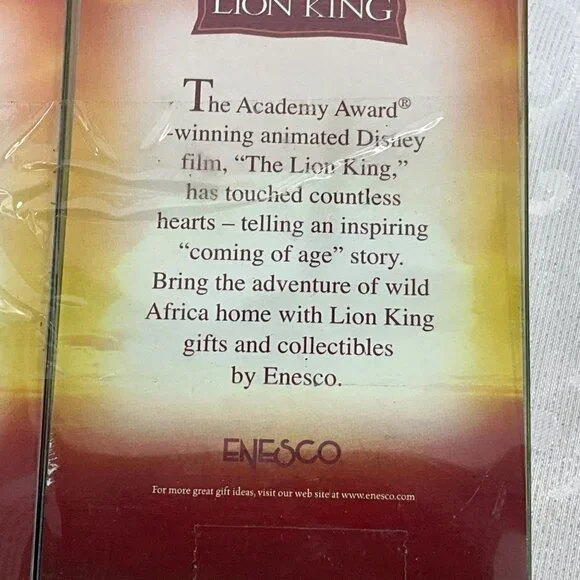 LION KING
The Academy Award®
-winning animated Disney
film, “The Lion King,”
has touched countless
hearts – telling an inspiring
“coming of age” story.
Bring the adventure of wild
Africa home with Lion King
gifts and collectibles
by Enesco.
ENESCO
For more great gift ideas, visit our web site at www.enesco.com